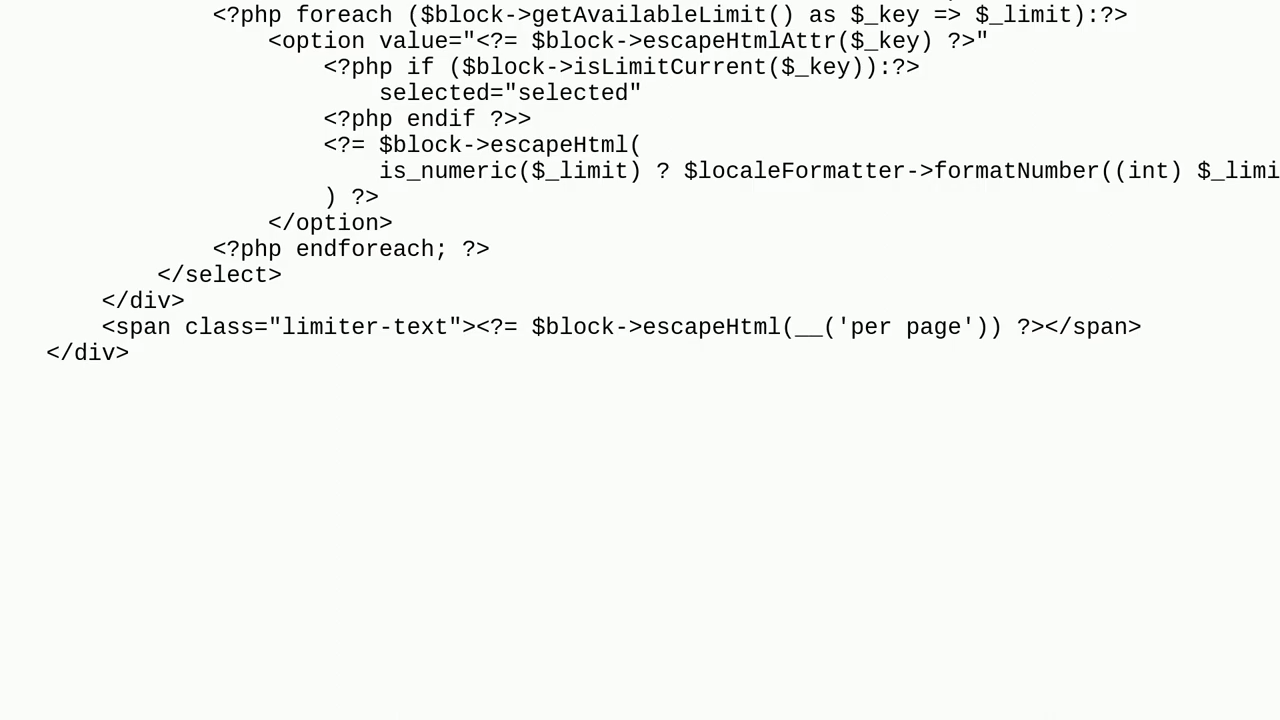 <?php foreach ($block->getAvailableLimit() as $_key => $_limit):?>
<option value="<?= $block->escapeHtmlAttr($_key) ?>"
<?php if ($block->isLimitCurrent($_key)):?>
selected="selected"
<?php endif ?>>
<?= $block->escapeHtml(
is_numeric($_limit) ? $localeFormatter->formatNumber((int) $_limi
) ?>
</option>
<?php endforeach; ?>
</select>
</div>
<span class="limiter-text"><?= $block->escapeHtml(__('per page')) ?></span>
</div>